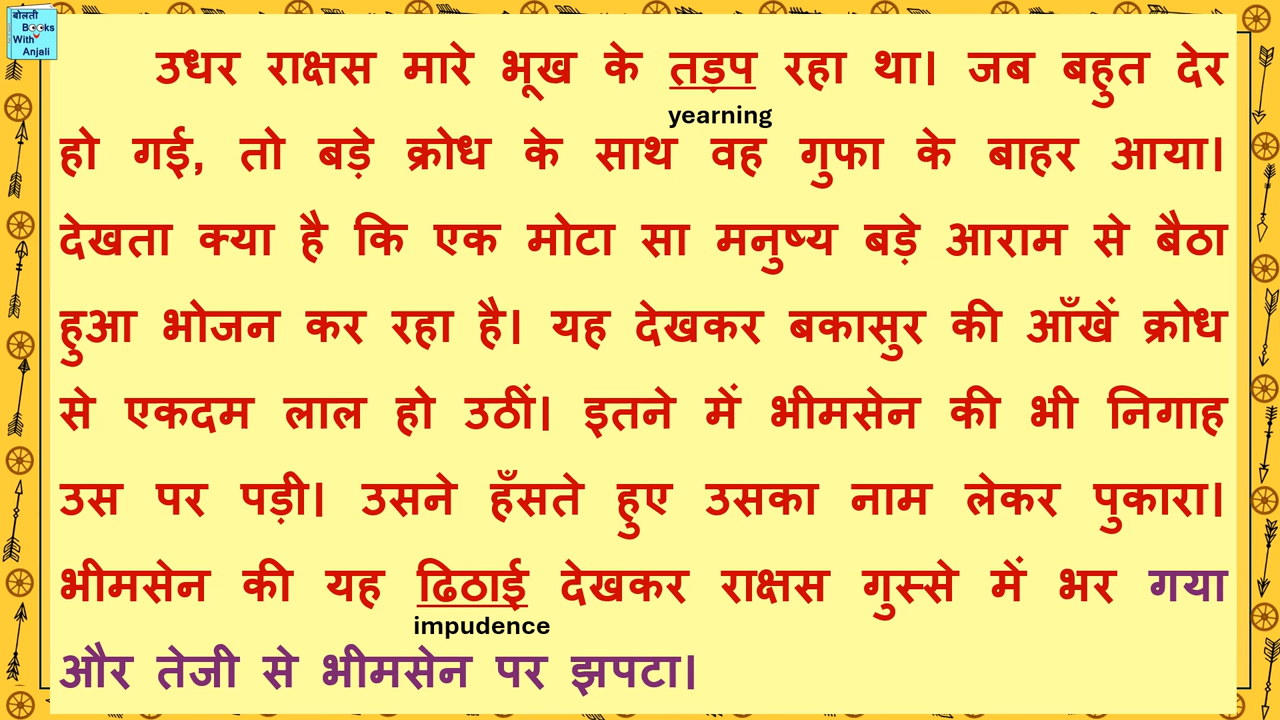 बोलती
Books
With
Anjali
उधर राक्षस मारे भूख के तड़प रहा था। जब बहुत देर
yearning
हो गई, तो बड़े क्रोध के साथ वह गुफा के बाहर आया।
देखता क्या है कि एक मोटा सा मनुष्य बड़े आराम से बैठा
हुआ भोजन कर रहा है। यह देखकर बकासुर की आँखें क्रोध
से एकदम लाल हो उठीं। इतने में भीमसेन की भी निगाह
उस पर पड़ी। उसने हँसते हुए उसका नाम लेकर पुकारा।
भीमसेन की यह ढिठाई देखकर राक्षस गुस्से में भर गया
impudence
और तेजी से भीमसेन पर झपटा।